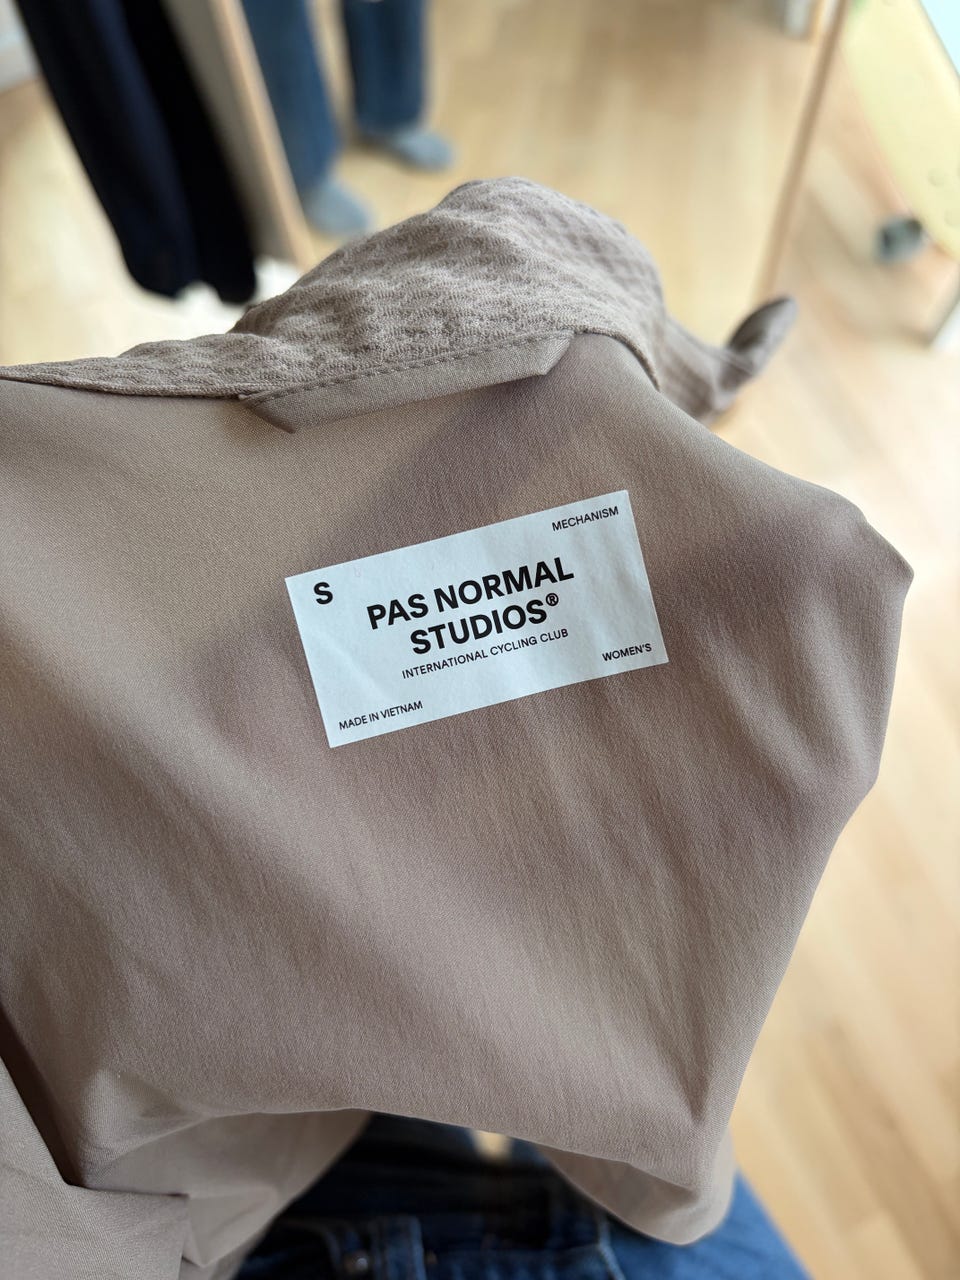 MECHANISM
S
PAS NORMAL
STUDIOS®
INTERNATIONAL CYCLING CLUB
WOMEN'S
MADE IN VIETNAM